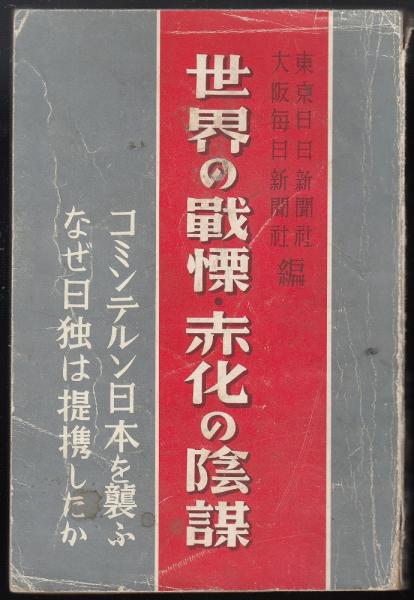 東京日日新聞社
大阪毎日新聞社
編
世界の戰慄・赤化の陰謀
コミンテルン日本を襲ふ
なぜ日独は提携したか